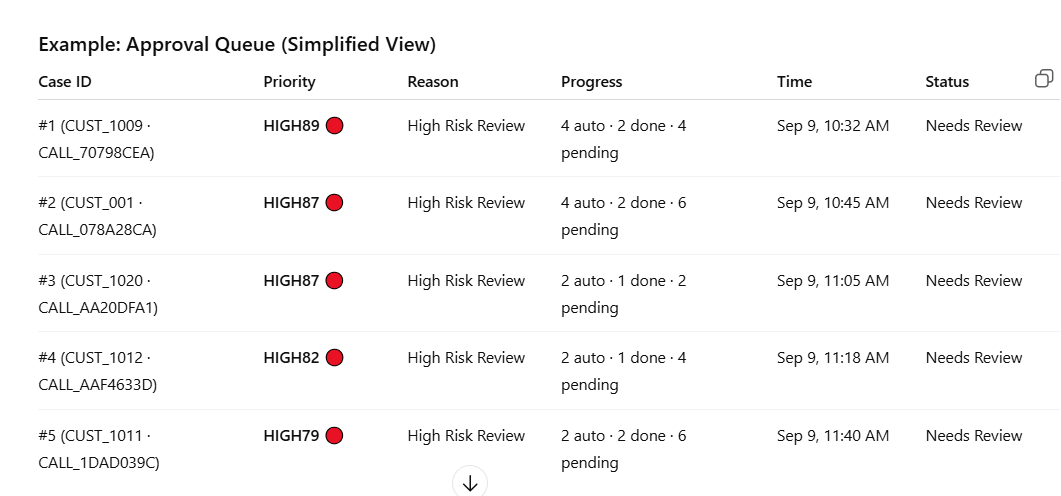 Example: Approval Queue (Simplified View)
Case ID Priority Reason Progress Time Status
#1 (CUST_1009 · HIGH89 High Risk Review 4 auto · 2 done · 4 Sep 9, 10:32 AM Needs Review
CALL_70798CEA) pending
#2 (CUST_001 · HIGH87 High Risk Review 4 auto · 2 done · 6 Sep 9, 10:45 AM Needs Review
CALL_078A28CA) pending
#3 (CUST_1020 · HIGH87 High Risk Review 2 auto · 1 done · 2 Sep 9, 11:05 AM Needs Review
CALL_AA20DFA1) pending
#4 (CUST_1012 · HIGH82 High Risk Review 2 auto · 1 done · 4 Sep 9, 11:18 AM Needs Review
CALL_AAF4633D) pending
#5 (CUST_1011 · HIGH79 High Risk Review 2 auto · 2 done · 6 Sep 9, 11:40 AM Needs Review
CALL_1DAD039C) pending